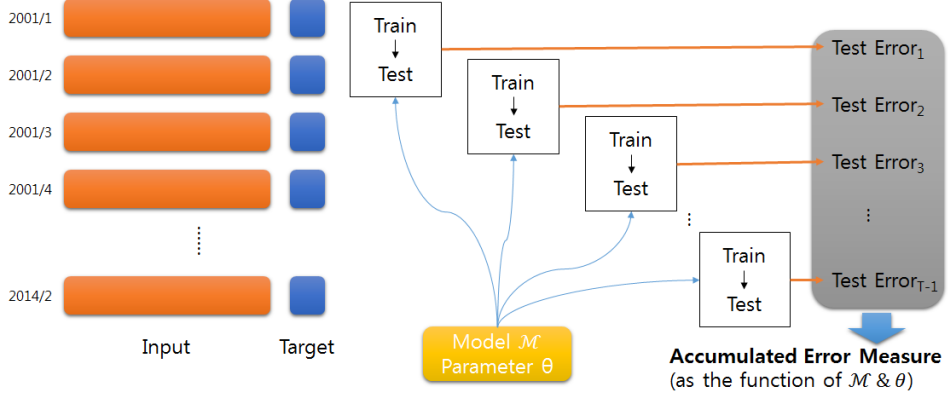 2001/1
2001/2
2001/3
2001/4
2014/2
Input
Target
Train
Test
Train
Test
Train
Test
Train
Test
Model ℳ
Parameter θ
Test Error₁
Test Error₂
Test Error₃
Test Error_T-1
Accumulated Error Measure
(as the function of ℳ & θ)